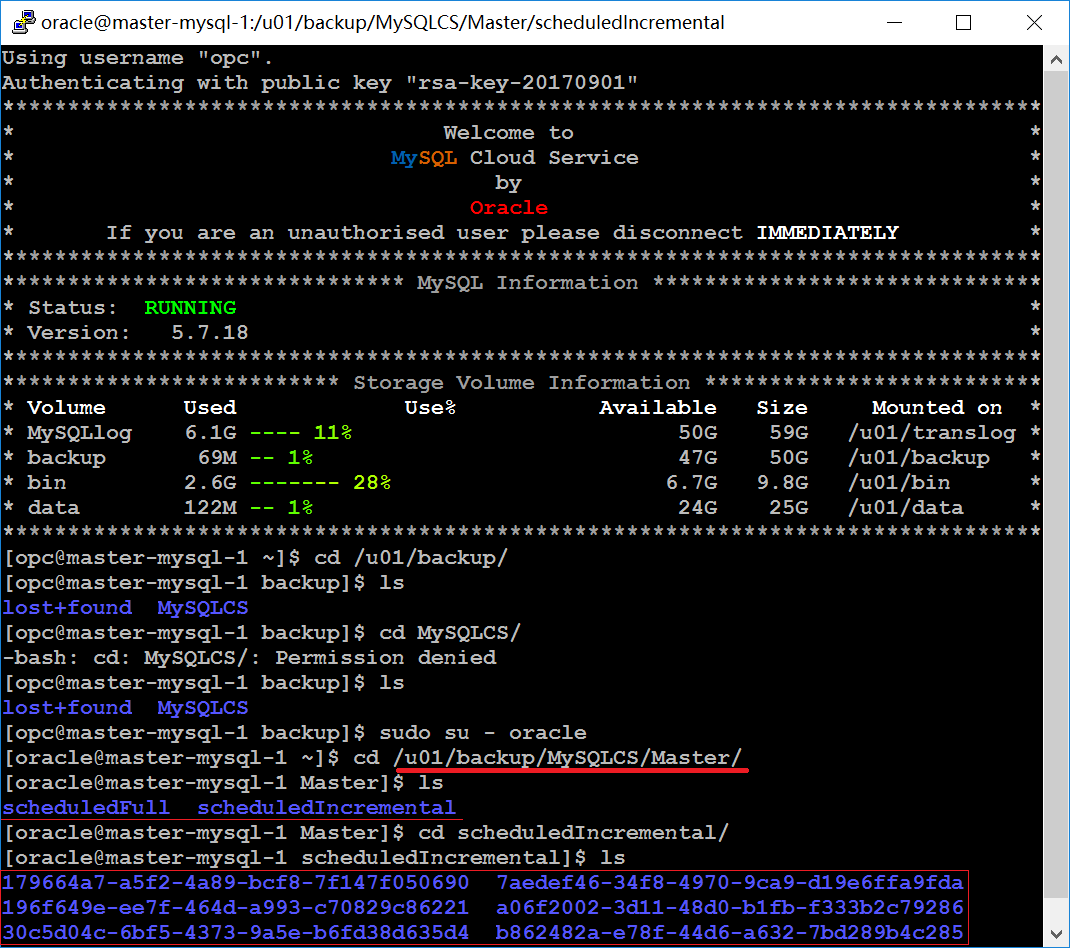 oracle@master-mysql-1:/u01/backup/MySQLCS/Master/scheduledIncremental
Using username "opc".
Authenticating with public key "rsa-key-20170901"
********************************************************************************
* Welcome to *
* MySQL Cloud Service *
* by *
* Oracle *
* If you are an unauthorised user please disconnect IMMEDIATELY *
********************************************************************************
******************************* MySQL Information ******************************
* Status: RUNNING *
* Version: 5.7.18 *
********************************************************************************
************************** Storage Volume Information **************************
* Volume Used Use% Available Size Mounted on *
* MySQLlog 6.1G ---- 11% 50G 59G /u01/translog *
* backup 69M -- 1% 47G 50G /u01/backup *
* bin 2.6G ------- 28% 6.7G 9.8G /u01/bin *
* data 122M -- 1% 24G 25G /u01/data *
********************************************************************************
[opc@master-mysql-1 ~]$ cd /u01/backup/
[opc@master-mysql-1 backup]$ ls
lost+found MySQLCS
[opc@master-mysql-1 backup]$ cd MySQLCS/
-bash: cd: MySQLCS/: Permission denied
[opc@master-mysql-1 backup]$ ls
lost+found MySQLCS
[opc@master-mysql-1 backup]$ sudo su - oracle
[oracle@master-mysql-1 ~]$ cd /u01/backup/MySQLCS/Master/
[oracle@master-mysql-1 Master]$ ls
scheduledFull scheduledIncremental
[oracle@master-mysql-1 Master]$ cd scheduledIncremental/
[oracle@master-mysql-1 scheduledIncremental]$ ls
179664a7-a5f2-4a89-bcf8-7f147f050690 7aedef46-34f8-4970-9ca9-d19e6ffa9fda
196f649e-ee7f-464d-a993-c70829c86221 a06f2002-3d11-48d0-b1fb-f333b2c79286
30c5d04c-6bf5-4373-9a5e-b6fd38d635d4 b862482a-e78f-44d6-a632-7bd289b4c285